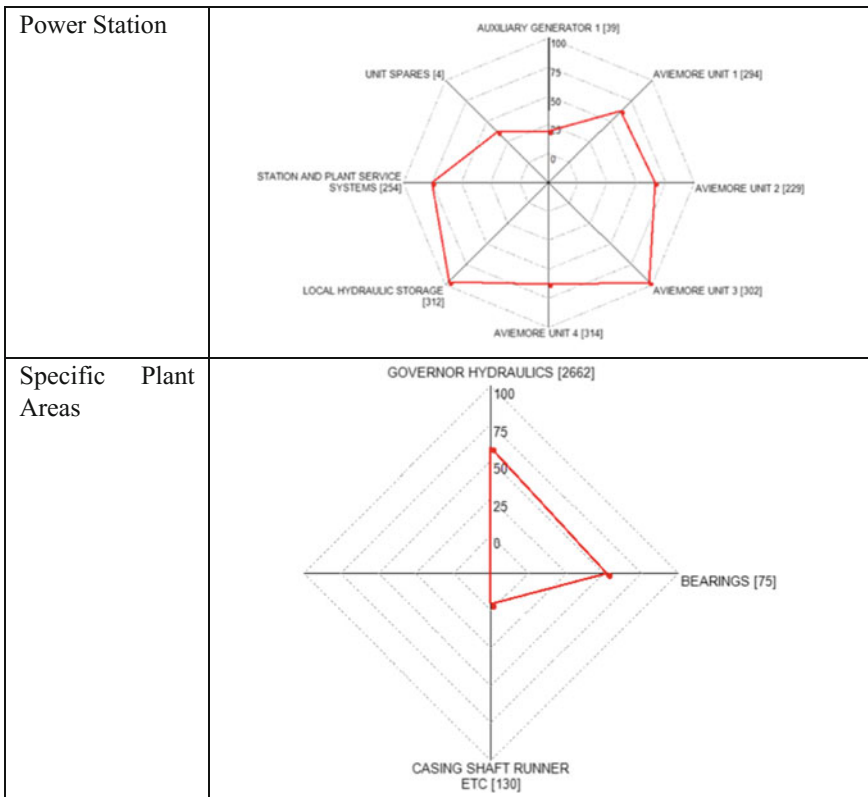 Power Station
AUXILIARY GENERATOR 1 [39]
100
UNIT SPARES [4]
AVIEMORE UNIT 1 [294]
75
50
25
0
STATION AND PLANT SERVICE
SYSTEMS [254]
AVIEMORE UNIT 2 [229]
LOCAL HYDRAULIC STORAGE
[312]
AVIEMORE UNIT 3 [302]
AVIEMORE UNIT 4 [314]
Specific Plant
Areas
GOVERNOR HYDRAULICS [2662]
100
75
50
25
0
BEARINGS [75]
CASING SHAFT RUNNER
ETC [130]